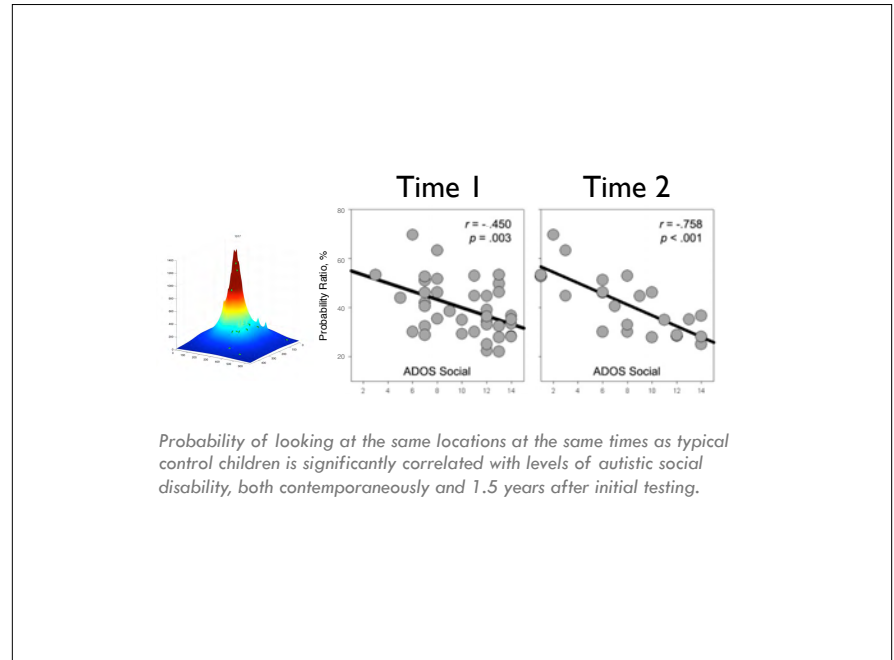 Time 1
Time 2
r = -.450
p = .003
r = -.758
p < .001
Probability Ratio, %
80
60
40
20
ADOS Social
ADOS Social
2 4 6 8 10 12 14
2 4 6 8 10 12 14
Probability of looking at the same locations at the same times as typical
control children is significantly correlated with levels of autistic social
disability, both contemporaneously and 1.5 years after initial testing.